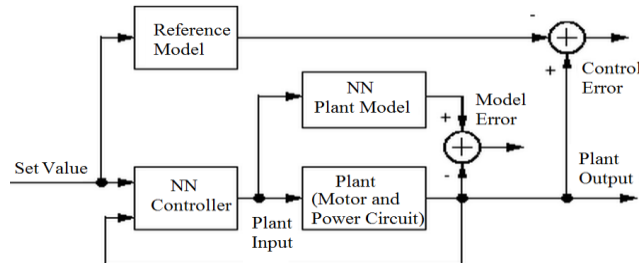 Reference
Model
-
+
Control
Error
NN
Plant Model
Model
Error
+
-
Set Value
NN
Controller
Plant
Input
Plant
(Motor and
Power Circuit)
Plant
Output